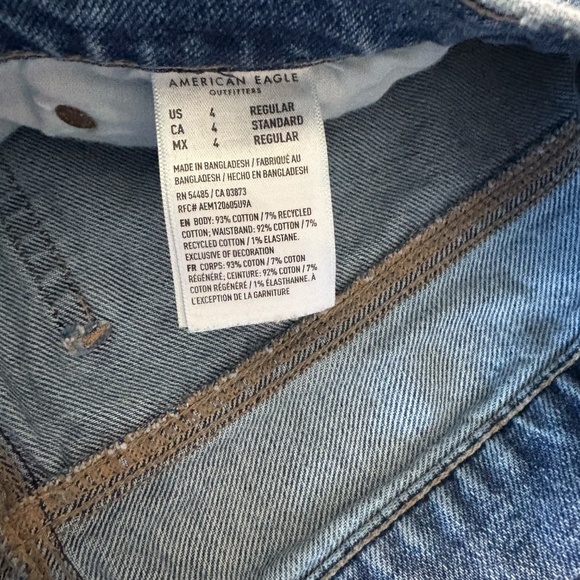 AMERICAN EAGLE
OUTFITTERS
US 4 REGULAR
CA 4 STANDARD
MX 4 REGULAR
MADE IN BANGLADESH / FABRIQUÉ AU
BANGLADESH / HECHO EN BANGLADESH
RN 54485 / CA 03873
RFC# AEM120605U9A
EN BODY: 93% COTTON / 7% RECYCLED
COTTON; WAISTBAND: 92% COTTON / 7%
RECYCLED COTTON / 1% ELASTANE.
EXCLUSIVE OF DECORATION
FR CORPS: 93% COTON / 7% COTON
RÉGÉNÉRÉ; CEINTURE: 92% COTON / 7%
COTON RÉGÉNÉRÉ / 1% ÉLASTHANNE. À
L'EXCEPTION DE LA GARNITURE